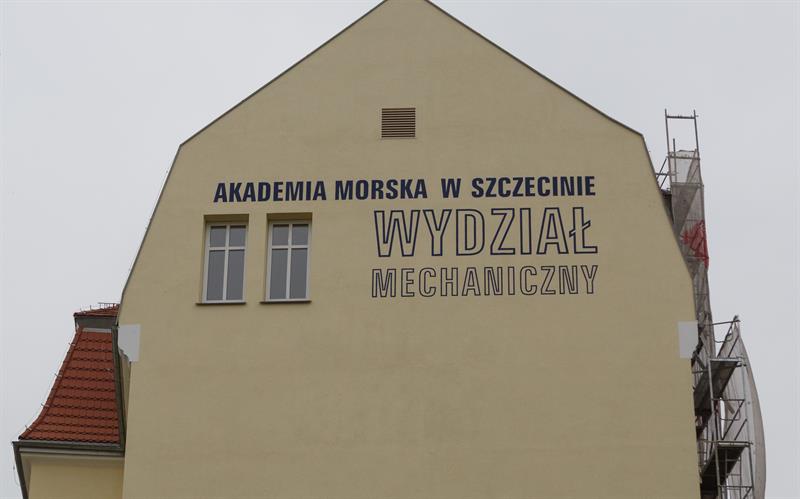 AKADEMIA MORSKA W SZCZECINIE
WYDZIAŁ
MECHANICZNY